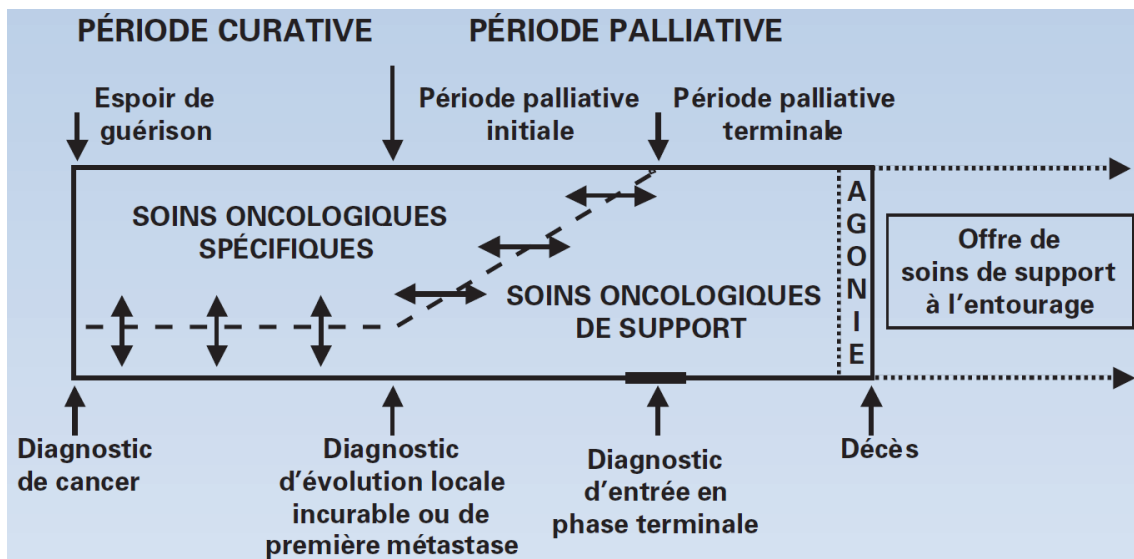 PÉRIODE CURATIVE
PÉRIODE PALLIATIVE
Espoir de
guérison
Période palliative
initiale
Période palliative
terminale
SOINS ONCOLOGIQUES
SPÉCIFIQUES
SOINS ONCOLOGIQUES
DE SUPPORT
AGONIE
Offre de
soins de support
à l'entourage
Diagnostic
de cancer
Diagnostic
d'évolution locale
incurable ou de
première métastase
Diagnostic
d'entrée en
phase terminale
Décès